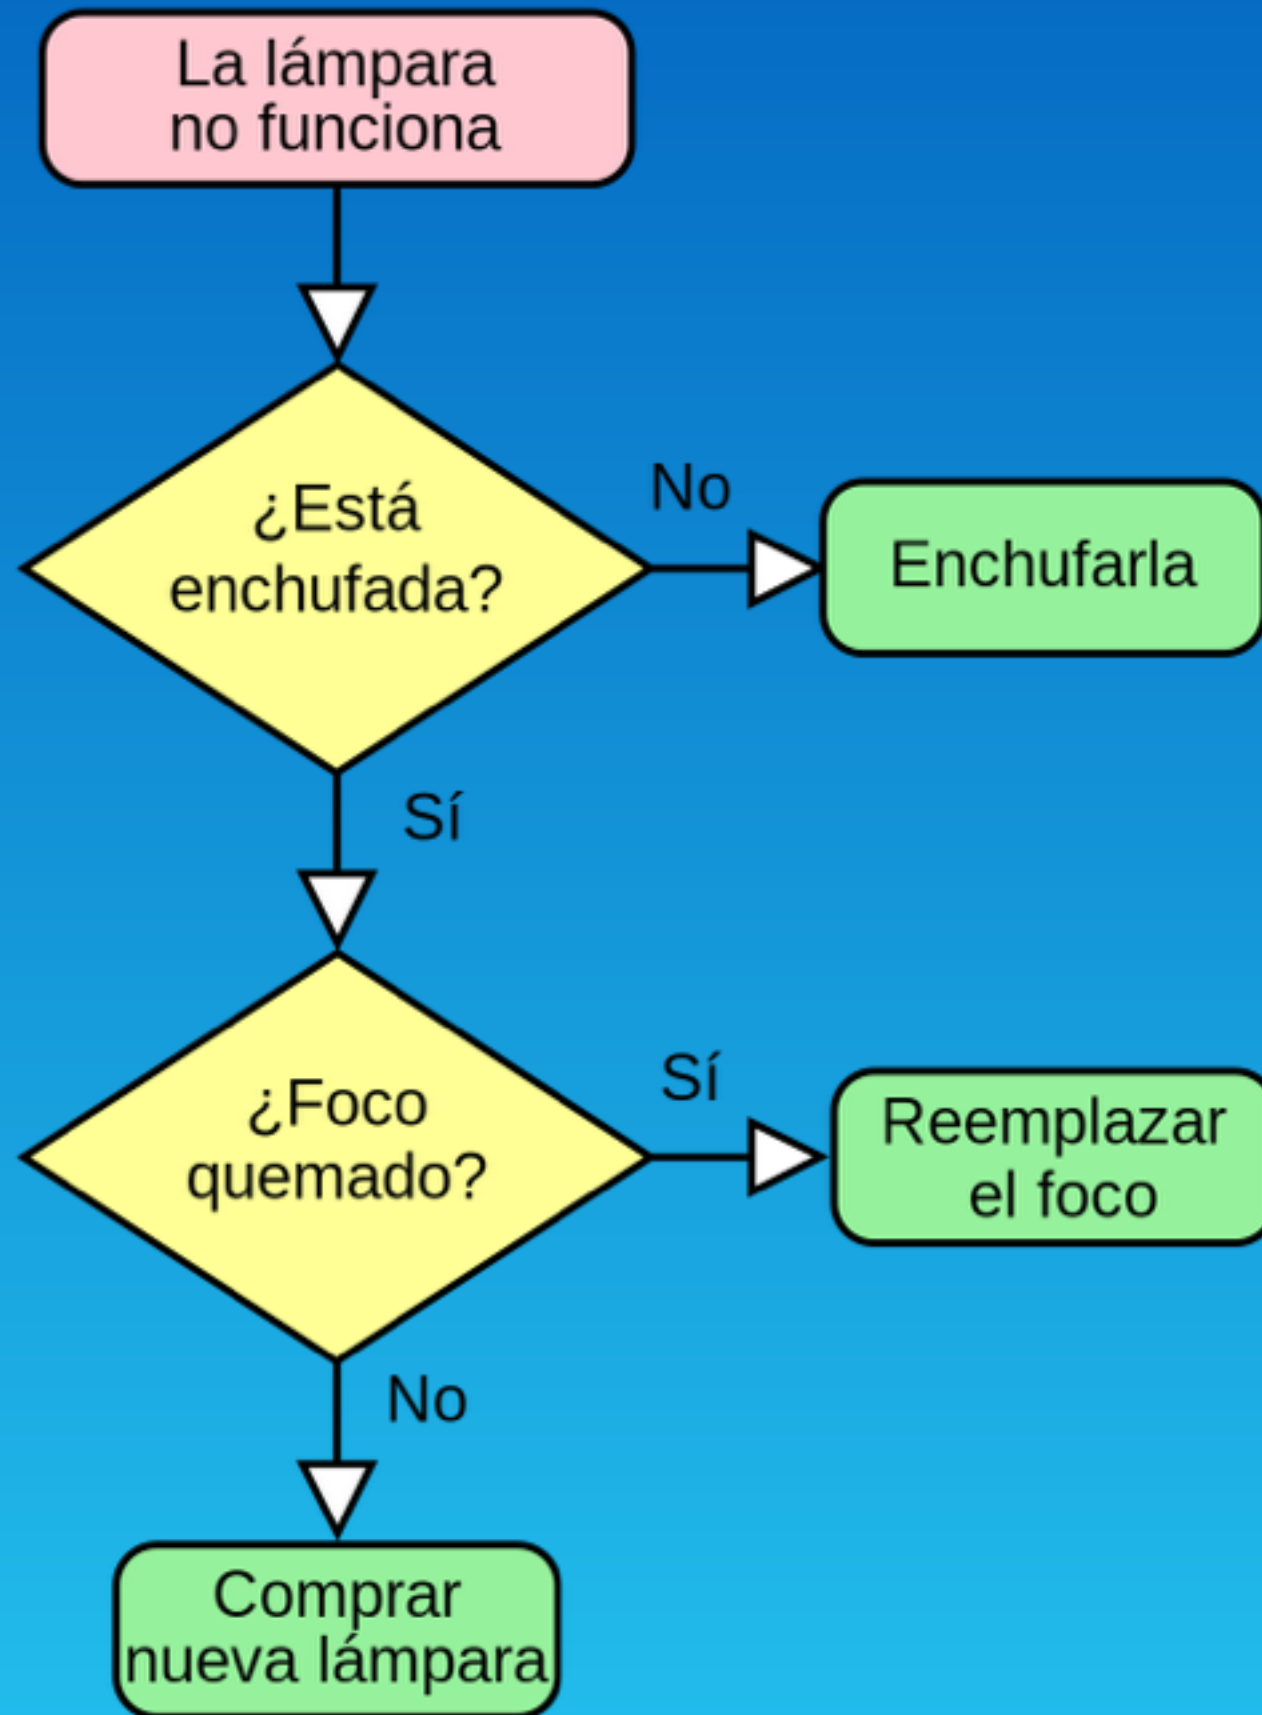 La lámpara
no funciona
¿Está
enchufada?
No
Enchufarla
Sí
¿Foco
quemado?
Sí
Reemplazar
el foco
No
Comprar
nueva lámpara